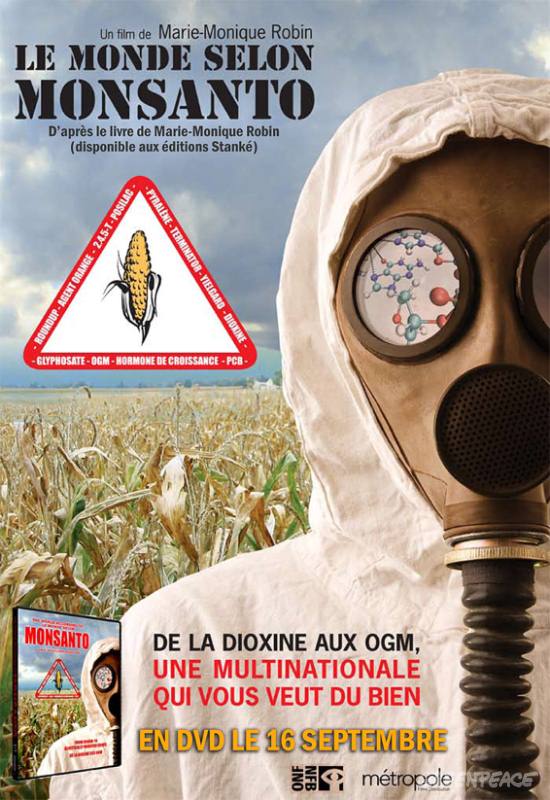 Un film de Marie-Monique Robin
LE MONDE SELON
MONSANTO
D'après le livre de Marie-Monique Robin
(disponible aux éditions Stanké)
- ROUNDUP - AGENT ORANGE - 2,4,5-T - POSILAC -
- PYRALÈNE - TERMINATOR - YIELGARD - DIOXINE -
- GLYPHOSATE - OGM - HORMONE DE CROISSANCE - PCB -
MONSANTO
DE LA DIOXINE AUX OGM,
UNE MULTINATIONALE
QUI VOUS VEUT DU BIEN
EN DVD LE 16 SEPTEMBRE
ONF
NFB
métropole
GREENPEACE